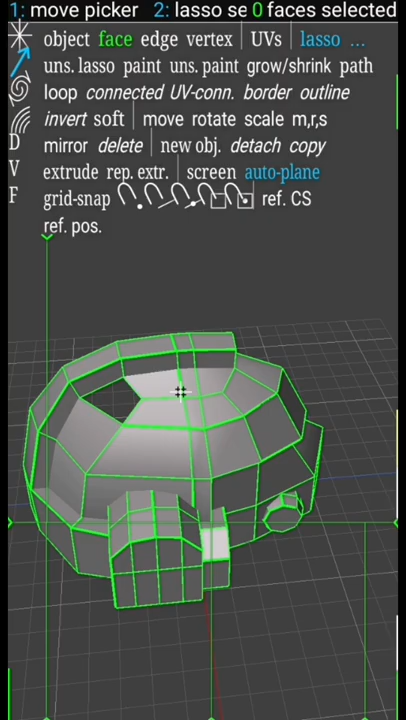 1: move picker 2: lasso se 0 faces selected
object face edge vertex | UVs | lasso ...
uns. lasso paint uns. paint grow/shrink path
loop connected UV-conn. border outline
invert soft | move rotate scale m,r,s
D mirror delete | new obj. detach copy
V extrude rep. extr. | screen auto-plane
F grid-snap ref. CS
ref. pos.